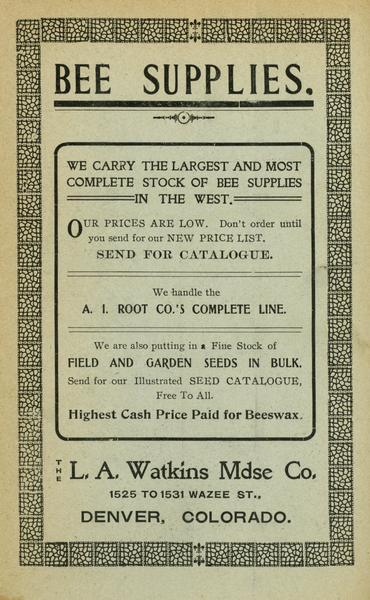 BEE SUPPLIES.
WE CARRY THE LARGEST AND MOST
COMPLETE STOCK OF BEE SUPPLIES
IN THE WEST.
OUR PRICES ARE LOW. Don't order until
you send for our NEW PRICE LIST.
SEND FOR CATALOGUE.
We handle the
A. I. ROOT CO.'S COMPLETE LINE.
We are also putting in a Fine Stock of
FIELD AND GARDEN SEEDS IN BULK.
Send for our Illustrated SEED CATALOGUE,
Free To All.
Highest Cash Price Paid for Beeswax.
THE L. A. Watkins Mdse Co.
1525 TO 1531 WAZEE ST.,
DENVER, COLORADO.